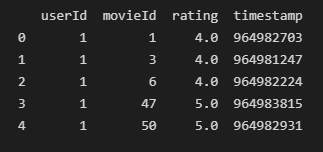 userId movieId rating timestamp
0 1 1 4.0 964982703
1 1 3 4.0 964981247
2 1 6 4.0 964982224
3 1 47 5.0 964983815
4 1 50 5.0 964982931